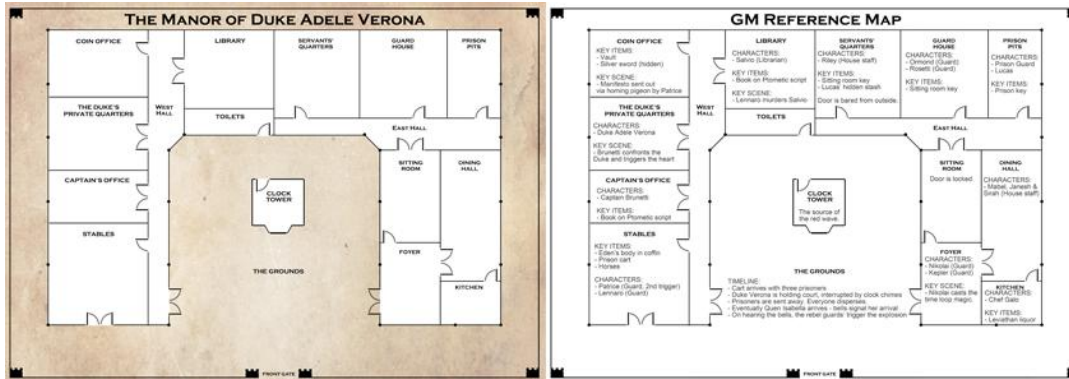 THE MANOR OF DUKE ADELE VERONA
COIN OFFICE
LIBRARY
SERVANTS'
QUARTERS
GUARD
HOUSE
PRISON
PITS
THE DUKE'S
PRIVATE QUARTERS
WEST
HALL
TOILETS
EAST HALL
SITTING
ROOM
DINING
HALL
CAPTAIN'S OFFICE
CLOCK
TOWER
STABLES
FOYER
THE GROUNDS
KITCHEN
FRONT GATE
GM REFERENCE MAP
COIN OFFICE
KEY ITEMS:
- Vault
- Silver sword (hidden)
KEY SCENE:
- Manifesto sent out
via homing pigeon by Patrice
LIBRARY
CHARACTERS:
- Salvio (Librarian)
KEY ITEMS:
- Book on Ptometic script
KEY SCENE:
- Lennaro murders Salvio
SERVANTS'
QUARTERS
CHARACTERS:
- Riley (House staff)
KEY ITEMS:
- Sitting room key
- Lucas' hidden stash
Door is bared from outside.
GUARD
HOUSE
CHARACTERS:
- Ormond (Guard)
- Rosetti (Guard)
KEY ITEMS:
- Sitting room key
PRISON
PITS
CHARACTERS:
- Prison Guard
- Lucas
KEY ITEMS:
- Prison key
THE DUKE'S
PRIVATE QUARTERS
CHARACTERS:
- Duke Adele Verona
KEY SCENE:
- Brunetti confronts the
Duke and triggers the heart
WEST
HALL
TOILETS
EAST HALL
SITTING
ROOM
Door is locked.
DINING
HALL
CHARACTERS:
- Mabel, Janesh &
Sirah (House staff)
CAPTAIN'S OFFICE
CHARACTERS:
- Captain Brunetti
KEY ITEMS:
- Book on Ptometic script
CLOCK
TOWER
The source of
the red wave.
STABLES
KEY ITEMS:
- Eden's body in coffin
- Prison cart
- Horses
CHARACTERS:
- Patrice (Guard, 2nd trigger)
- Lennaro (Guard)
FOYER
CHARACTERS:
- Nikolai (Guard)
- Kepler (Guard)
KEY SCENE:
- Nikolai casts the
time loop magic.
THE GROUNDS
TIMELINE:
- Cart arrives with three prisoners
- Duke Verona is holding court, interrupted by clock chimes
- Prisoners are sent away. Everyone disperses.
- Eventually Queen Isabella arrives - bells signal her arrival
- On hearing the bells, the rebel guards' trigger the explosion
KITCHEN
CHARACTERS:
- Chef Galo
KEY ITEMS:
- Leviathan liquor
FRONT GATE